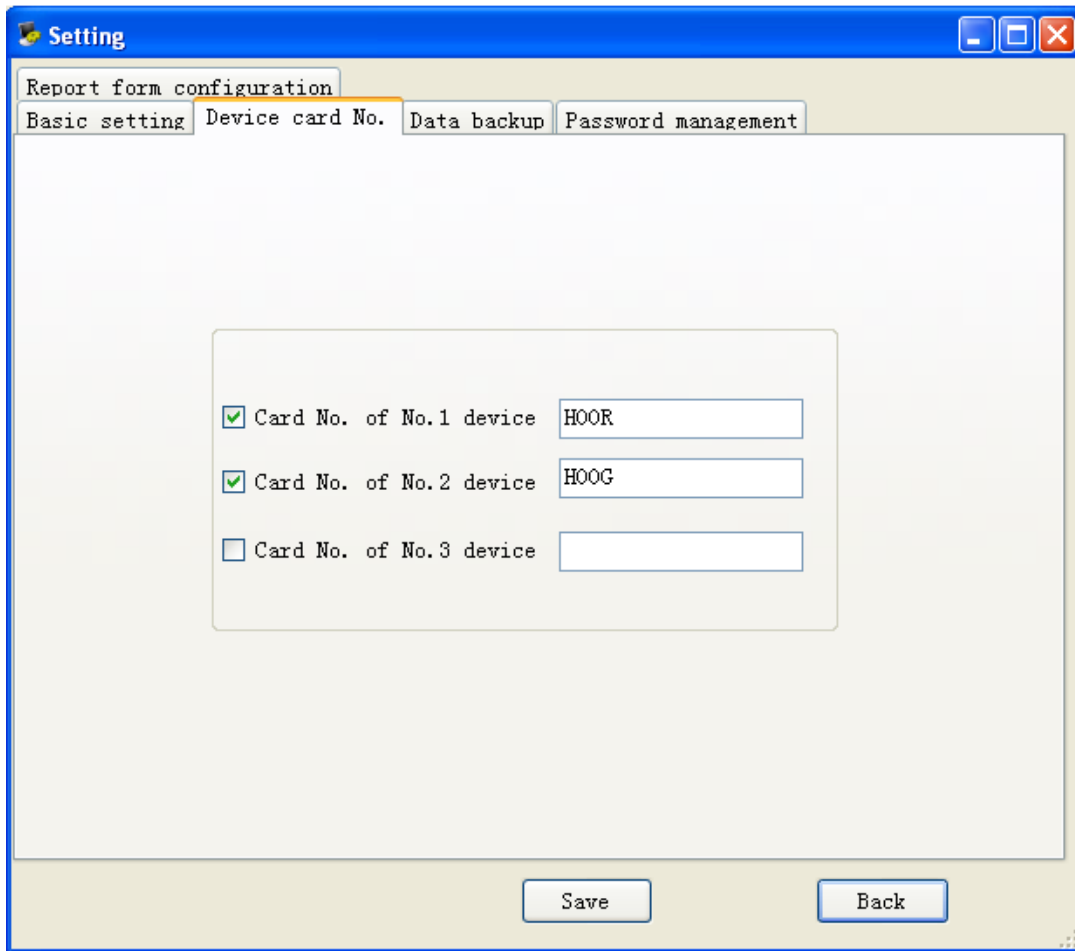 Setting
Report form configuration
Basic setting Device card No. Data backup Password management
Card No. of No.1 device HOOR
Card No. of No.2 device HOOG
Card No. of No.3 device
Save Back